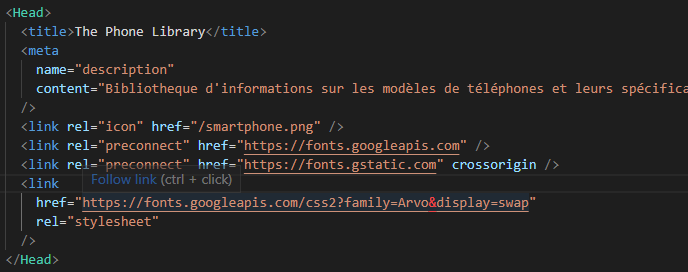 <Head>
<title>The Phone Library</title>
<meta
name="description"
content="Bibliotheque d'informations sur les modèles de téléphones et leurs spécifica
/>
<link rel="icon" href="/smartphone.png" />
<link rel="preconnect" href="https://fonts.googleapis.com" />
<link rel="preconnect" href="https://fonts.gstatic.com" crossorigin />
<link
Follow link (ctrl + click)
href="https://fonts.googleapis.com/css2?family=Arvo&display=swap"
rel="stylesheet"
/>
</Head>